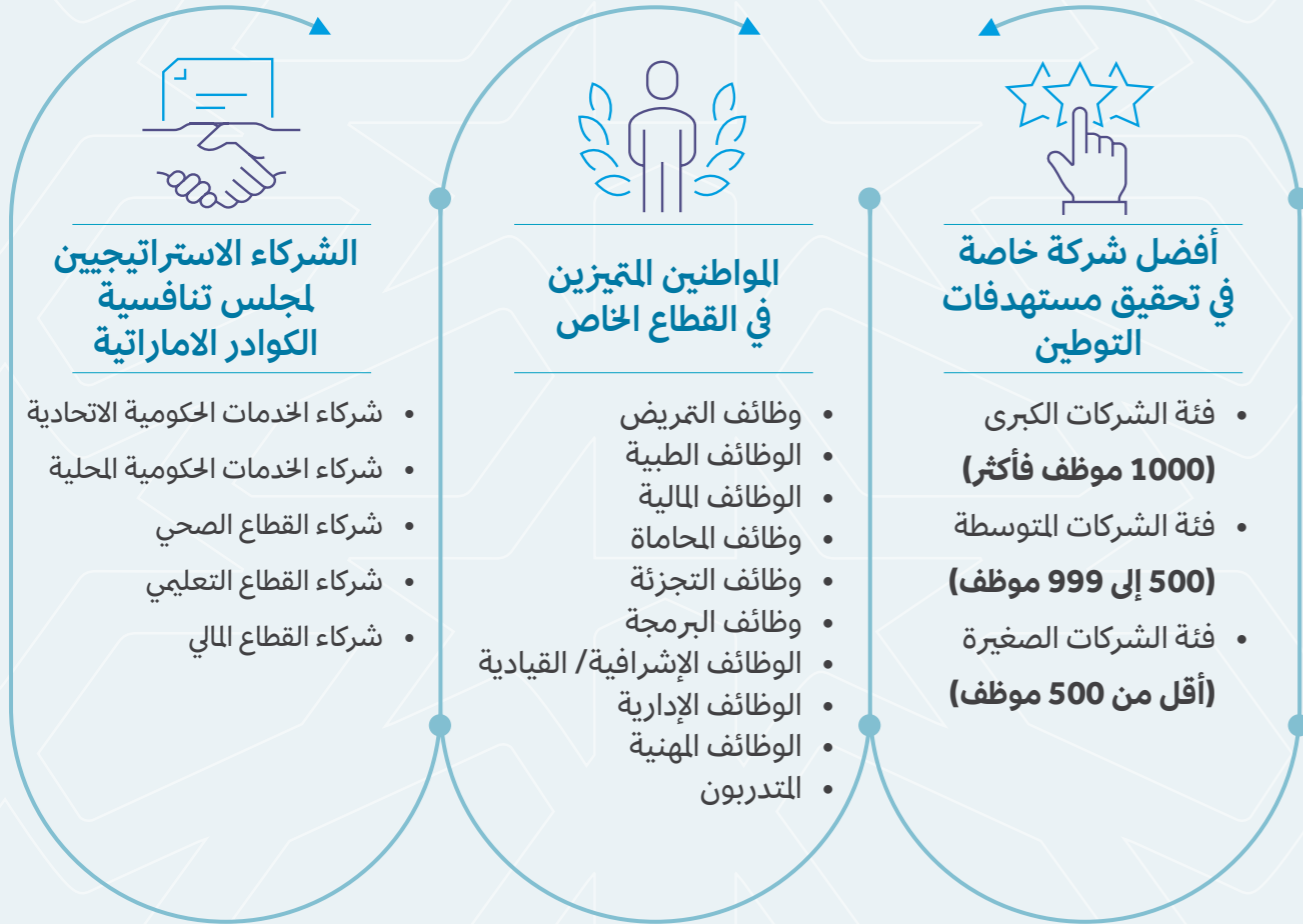 أفضل شركة خاصة
في تحقيق مستهدفات
التوطين
• فئة الشركات الكبرى
(1000 موظف فأكثر)
• فئة الشركات المتوسطة
(500 إلى 999 موظف)
• فئة الشركات الصغيرة
(أقل من 500 موظف)
المواطنين المتميزين
في القطاع الخاص
• وظائف التمريض
• الوظائف الطبية
• الوظائف المالية
• وظائف المحاماة
• وظائف التجزئة
• وظائف البرمجة
• الوظائف الإشرافية/ القيادية
• الوظائف الإدارية
• الوظائف المهنية
• المتدربون
الشركاء الاستراتيجيين
لمجلس تنافسية
الكوادر الاماراتية
• شركاء الخدمات الحكومية الاتحادية
• شركاء الخدمات الحكومية المحلية
• شركاء القطاع الصحي
• شركاء القطاع التعليمي
• شركاء القطاع المالي